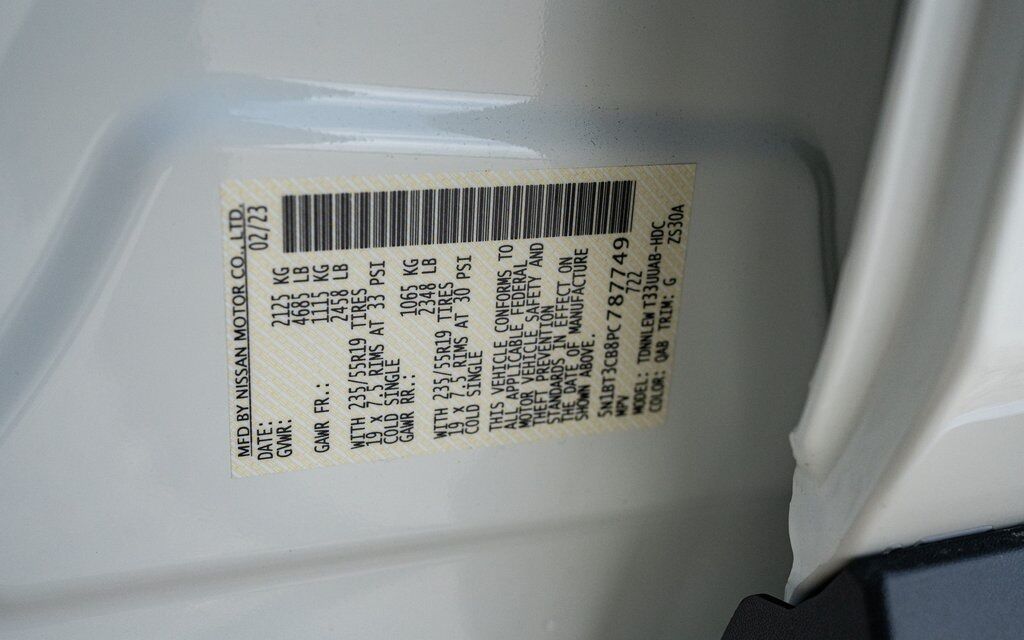 MFD BY NISSAN MOTOR CO., LTD.
DATE: 02/23
GVWR: 2125 KG
4685 LB
GAWR FR.: 1115 KG
2458 LB
WITH 235/55R19 TIRES
19 x 7.5 RIMS AT 33 PSI
COLD SINGLE
GAWR RR.: 1065 KG
2348 LB
WITH 235/55R19 TIRES
19 x 7.5 RIMS AT 30 PSI
COLD SINGLE
THIS VEHICLE CONFORMS TO
ALL APPLICABLE FEDERAL
MOTOR VEHICLE SAFETY AND
THEFT PREVENTION
STANDARDS IN EFFECT ON
THE DATE OF MANUFACTURE
SHOWN ABOVE.
5N1BT3CB8PC787749
MPV 722
MODEL: TDNNLEW T33UUAB-HDC
COLOR: QAB TRIM: G ZS30A